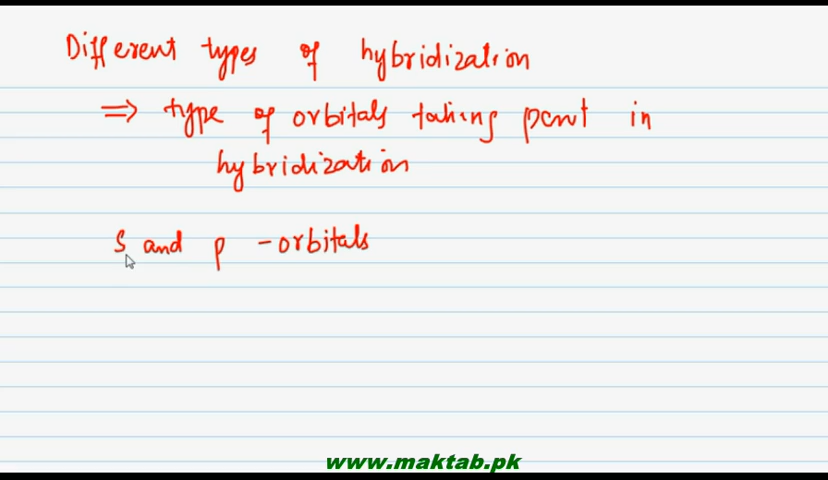 Different types of hybridization
⇒ type of orbitals taking part in
hybridization
s and p - orbitals
www.maktab.pk